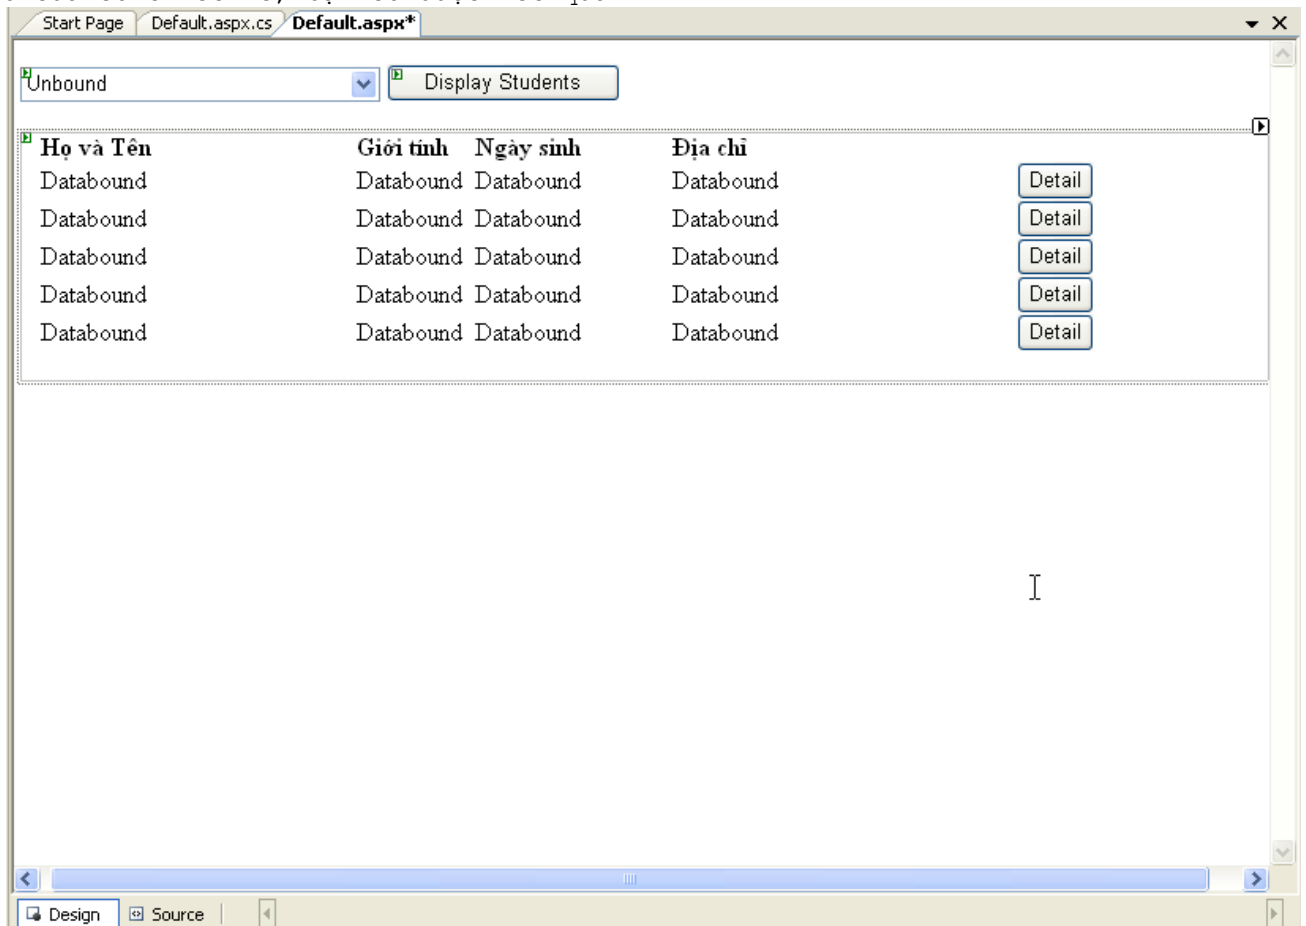 Start Page Default.aspx.cs Default.aspx*
Unbound Display Students
Họ và Tên Giới tính Ngày sinh Địa chỉ
Databound Databound Databound Databound Detail
Databound Databound Databound Databound Detail
Databound Databound Databound Databound Detail
Databound Databound Databound Databound Detail
Databound Databound Databound Databound Detail
Design Source